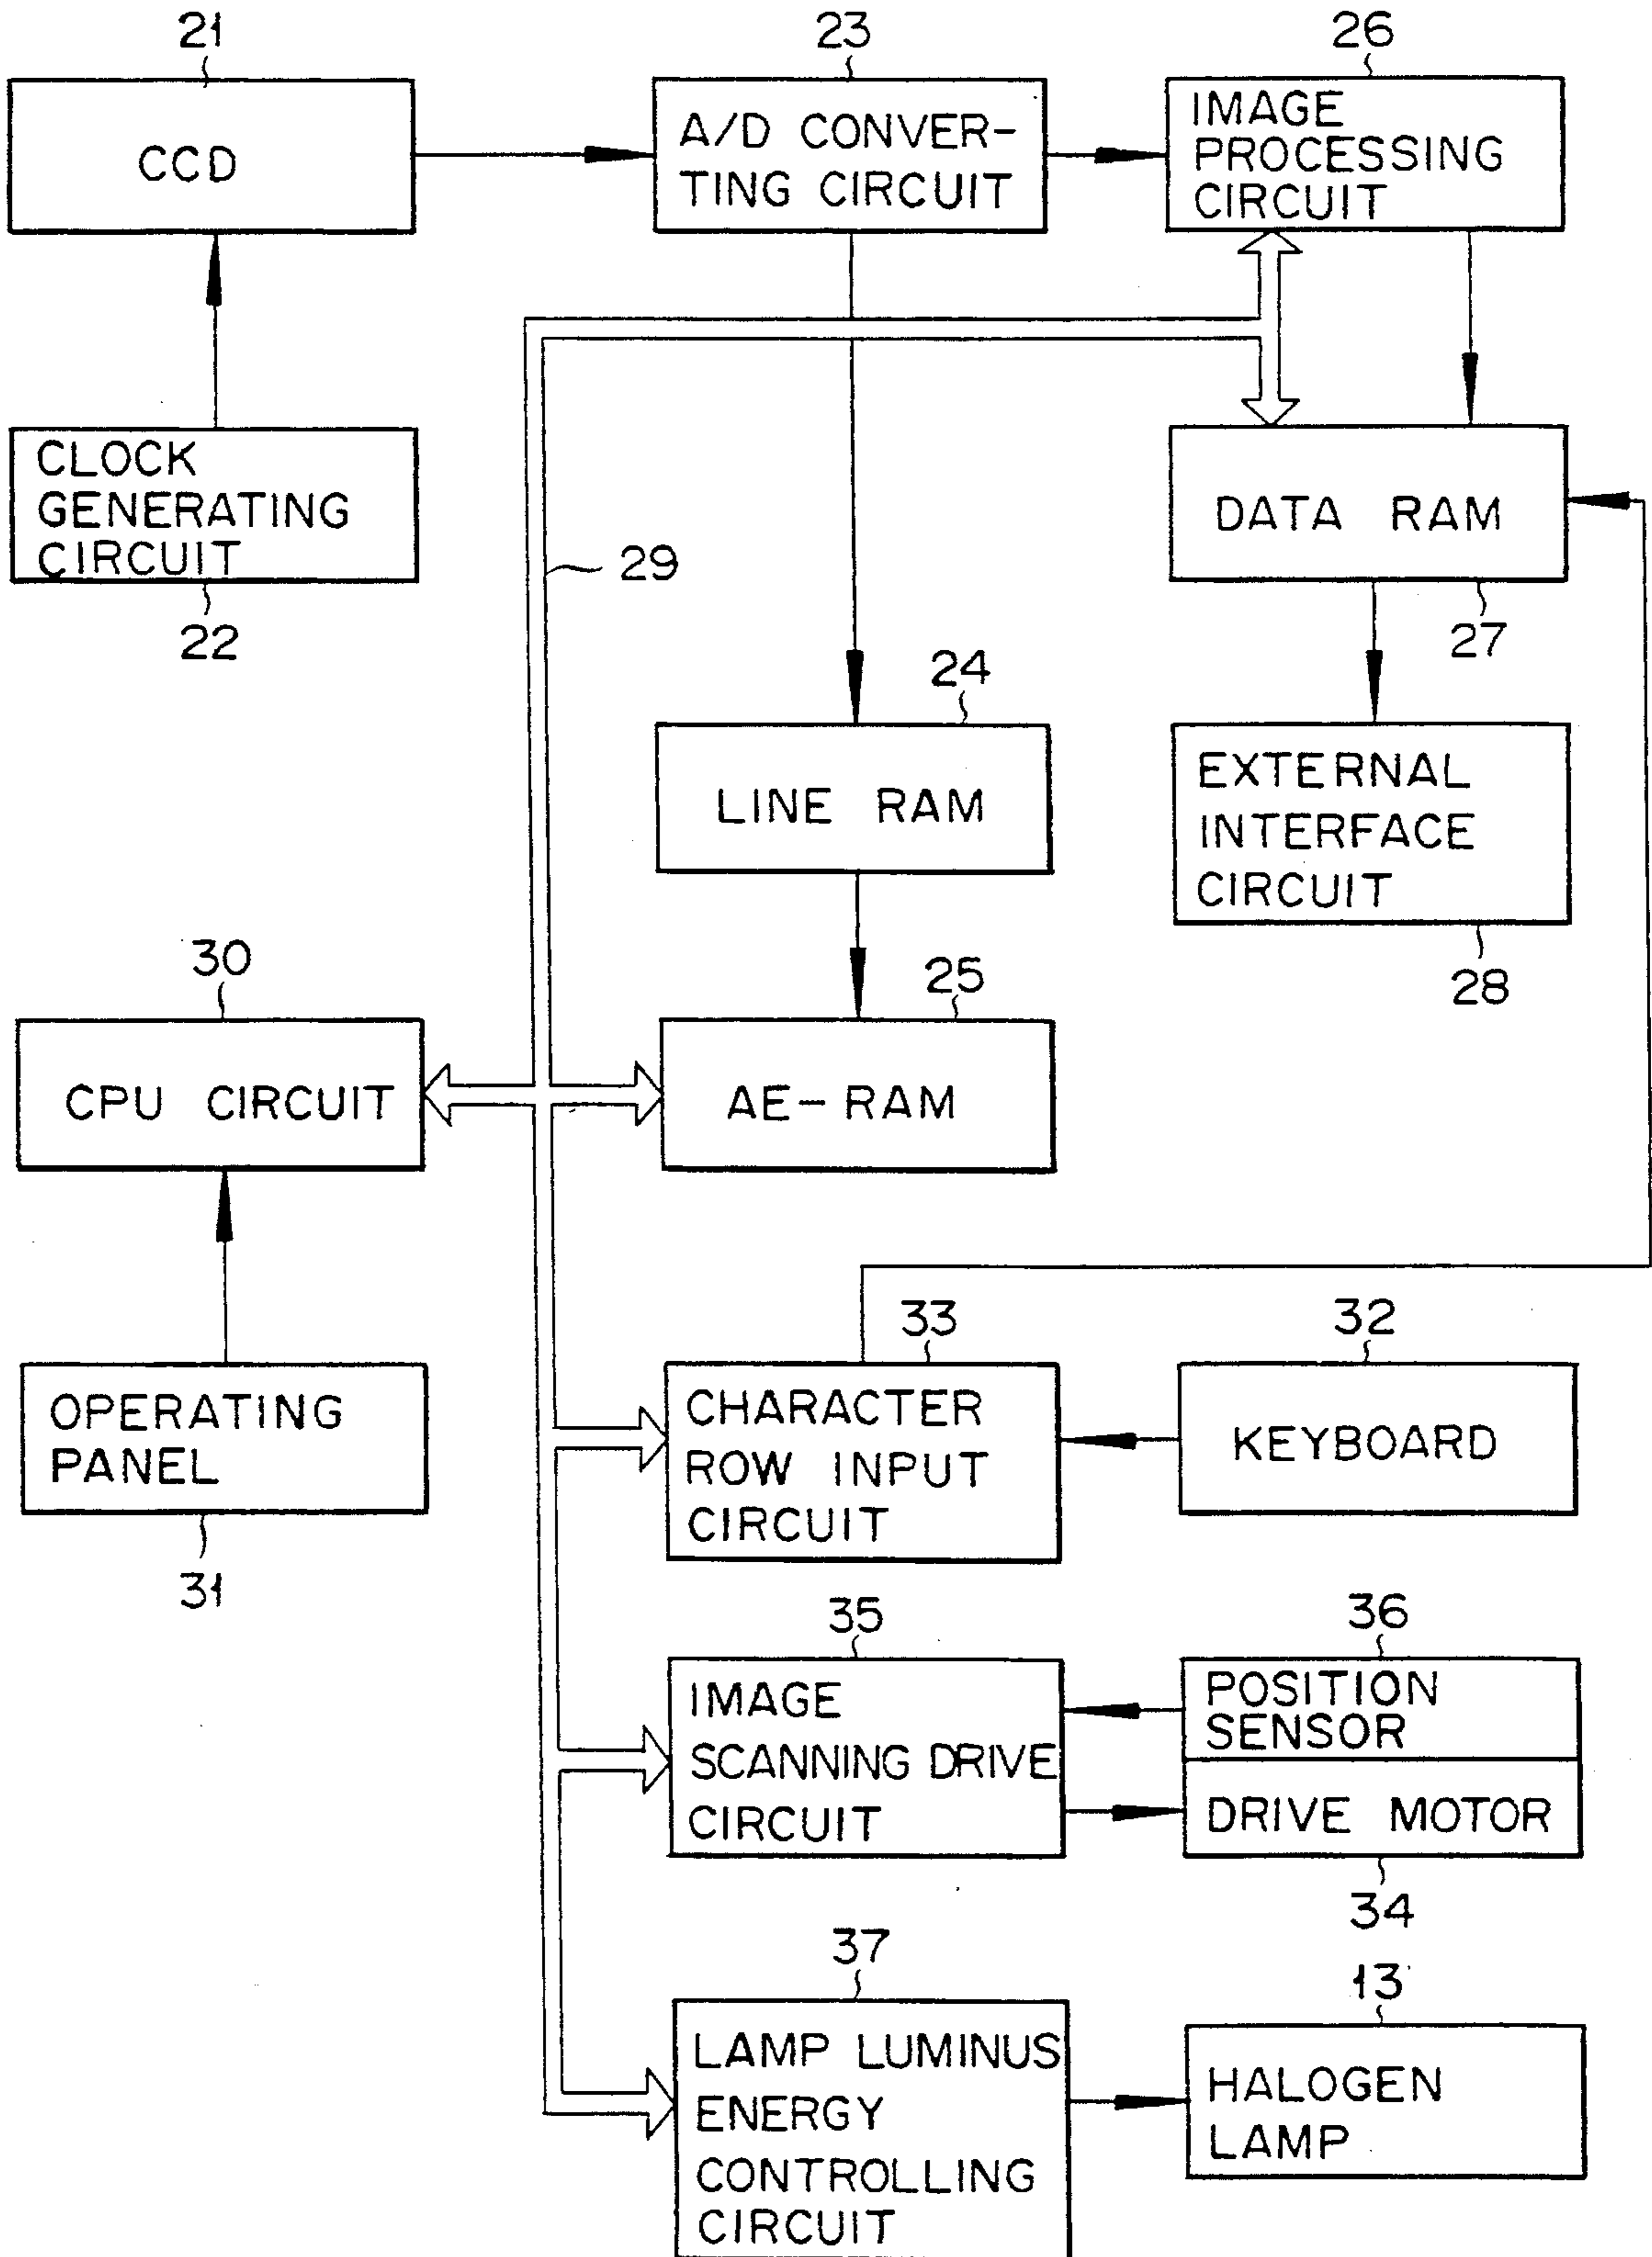 21
23
26
CCD
A/D CONVER-
TING CIRCUIT
IMAGE
PROCESSING
CIRCUIT
CLOCK
GENERATING
CIRCUIT
22
29
DATA RAM
27
24
LINE RAM
EXTERNAL
INTERFACE
CIRCUIT
28
30
CPU CIRCUIT
25
AE-RAM
OPERATING
PANEL
31
33
CHARACTER
ROW INPUT
CIRCUIT
32
KEYBOARD
35
IMAGE
SCANNING DRIVE
CIRCUIT
36
POSITION
SENSOR
DRIVE MOTOR
34
37
LAMP LUMINUS
ENERGY
CONTROLLING
CIRCUIT
13
HALOGEN
LAMP